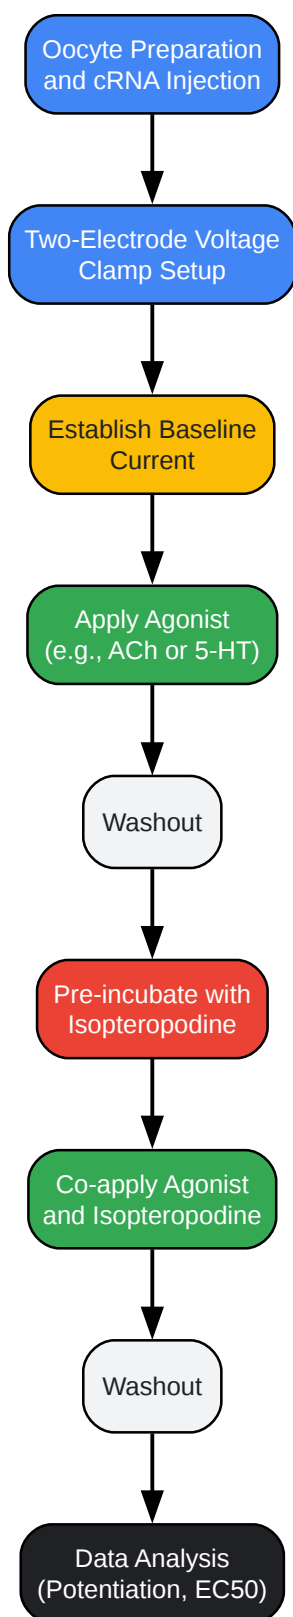 Oocyte Preparation
and cRNA Injection
Two-Electrode Voltage
Clamp Setup
Establish Baseline
Current
Apply Agonist
(e.g., ACh or 5-HT)
Washout
Pre-incubate with
Isopteropodine
Co-apply Agonist
and Isopteropodine
Washout
Data Analysis
(Potentiation, EC50)